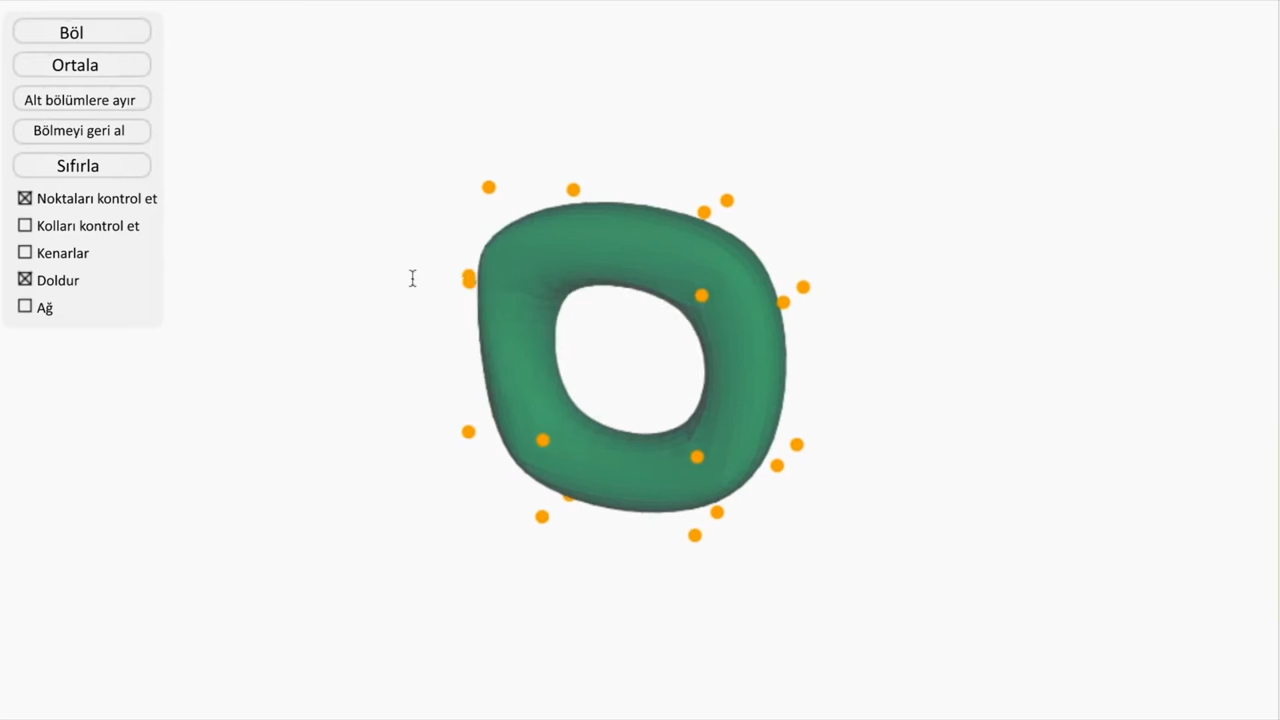 Böl
Ortala
Alt bölümlere ayır
Bölmeyi geri al
Sıfırla
Noktaları kontrol et
Kolları kontrol et
Kenarlar
Doldur
Ağ